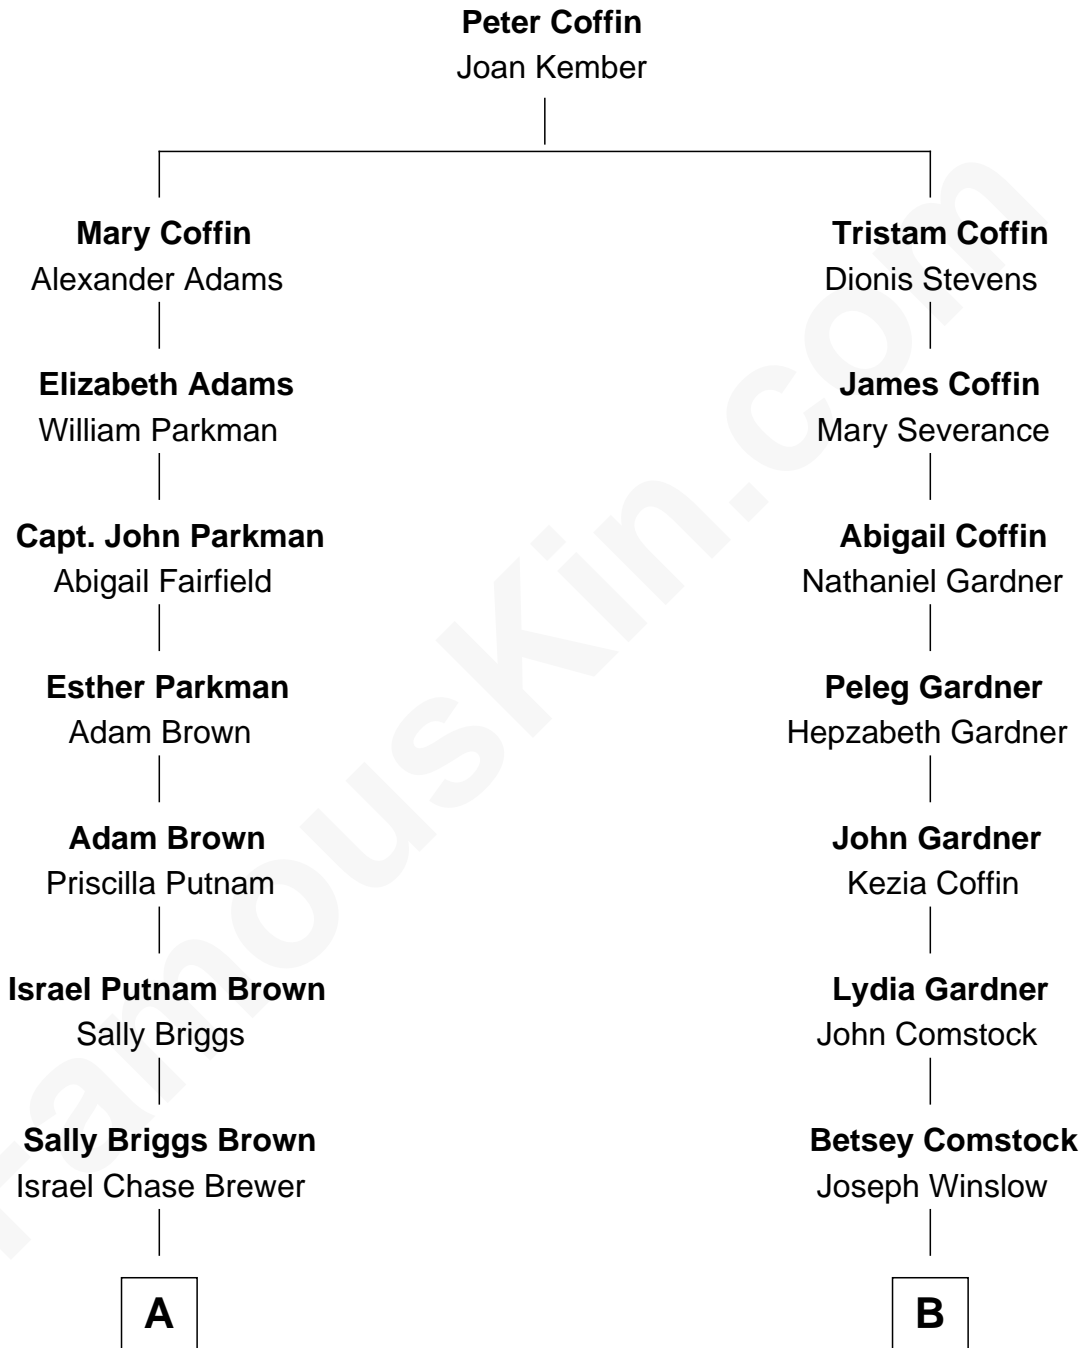 Peter Coffin
Joan Kember
Mary Coffin
Alexander Adams
Tristam Coffin
Dionis Stevens
Elizabeth Adams
William Parkman
James Coffin
Mary Severance
Capt. John Parkman
Abigail Fairfield
Abigail Coffin
Nathaniel Gardner
Esther Parkman
Adam Brown
Peleg Gardner
Hepzabeth Gardner
Adam Brown
Priscilla Putnam
John Gardner
Kezia Coffin
Israel Putnam Brown
Sally Briggs
Lydia Gardner
John Comstock
Sally Briggs Brown
Israel Chase Brewer
Betsey Comstock
Joseph Winslow
A
B
FamousKin.com